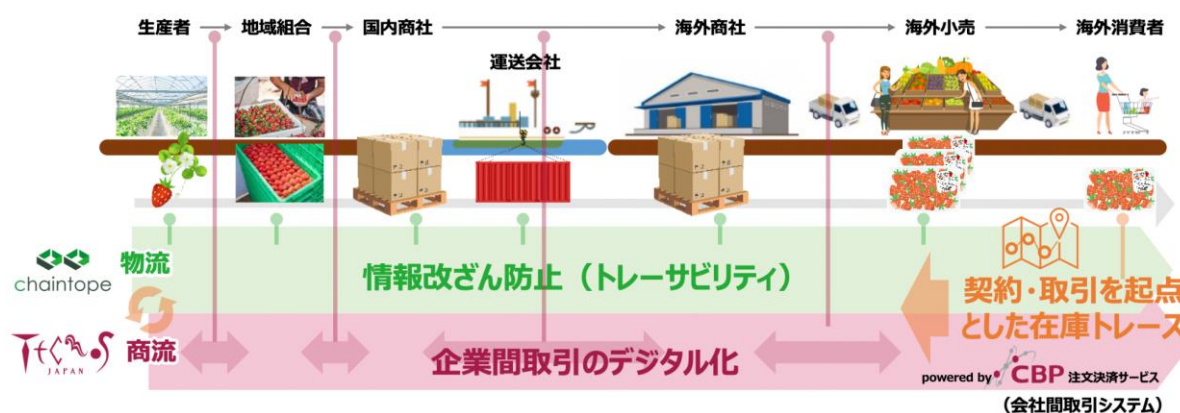 生産者
地域組合
国内商社
海外商社
海外小売
海外消費者
運送会社
chaintope
物流
情報改ざん防止（トレーサビリティ）
契約・取引を起点
とした在庫トレース
TECNOS
JAPAN
商流
企業間取引のデジタル化
powered by CBP 注文決済サービス
（会社間取引システム）